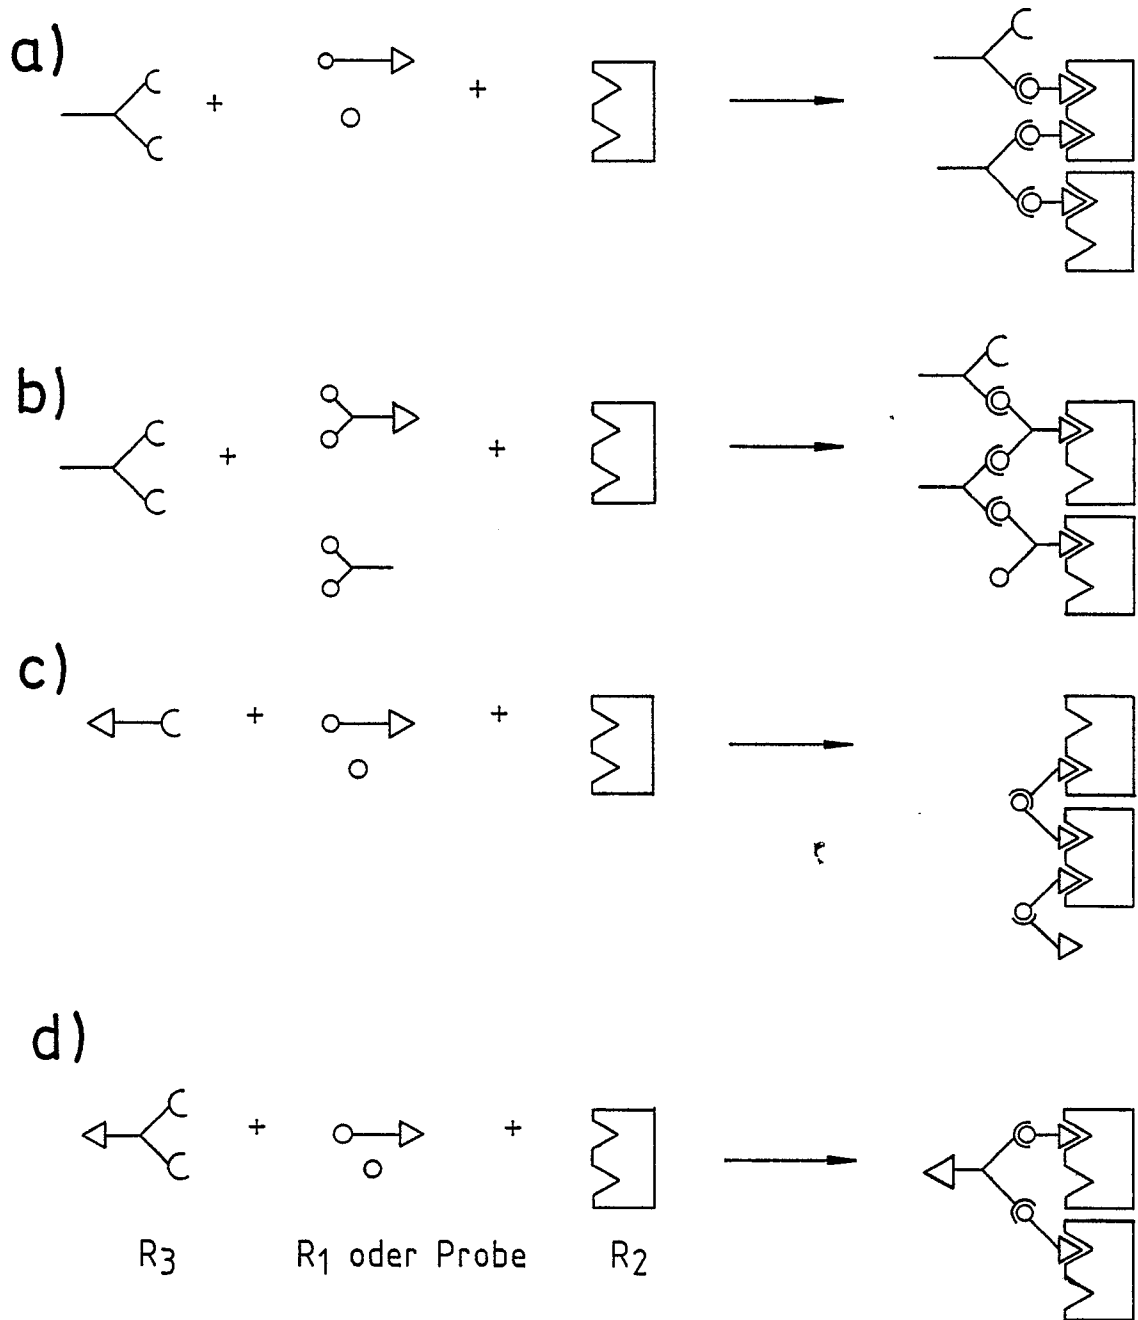 a)
+ +
b)
+ +
c)
+ +
d)
+ +
R3 R1 oder Probe R2